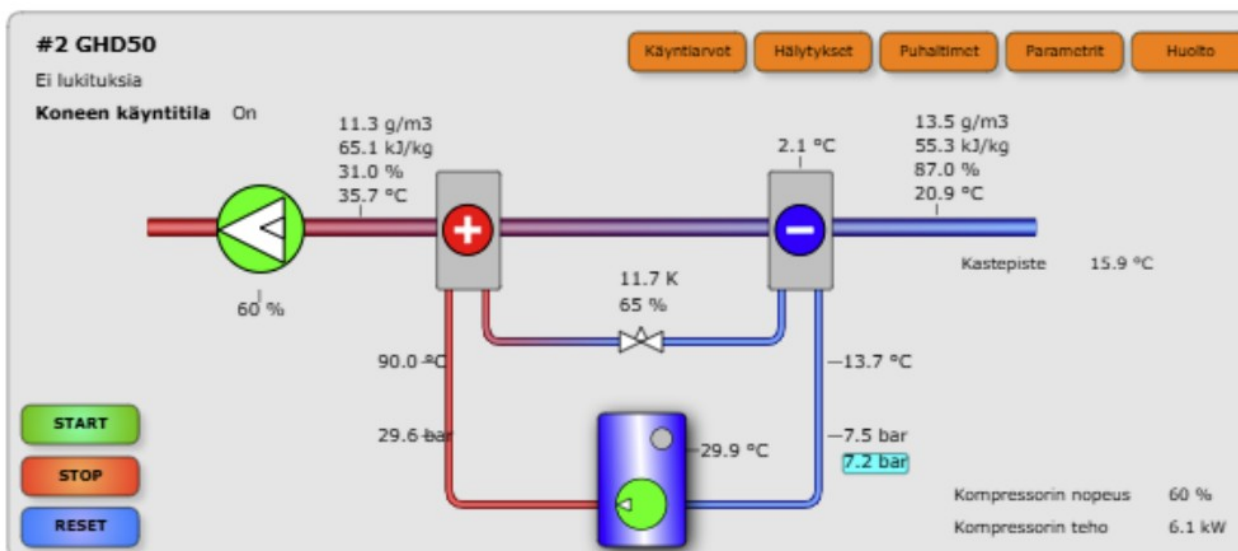 #2 GHD50
Käyntiarvot
Hälytykset
Puhaltimet
Parametrit
Huolto
Ei lukituksia
Koneen käyntitila On
11.3 g/m3
65.1 kJ/kg
31.0 %
35.7 °C
2.1 °C
13.5 g/m3
55.3 kJ/kg
87.0 %
20.9 °C
Kastepiste 15.9 °C
60 %
11.7 K
65 %
90.0 °C
13.7 °C
START
29.6 bar
29.9 °C
7.5 bar
7.2 bar
STOP
RESET
Kompressorin nopeus 60 %
Kompressorin teho 6.1 kW